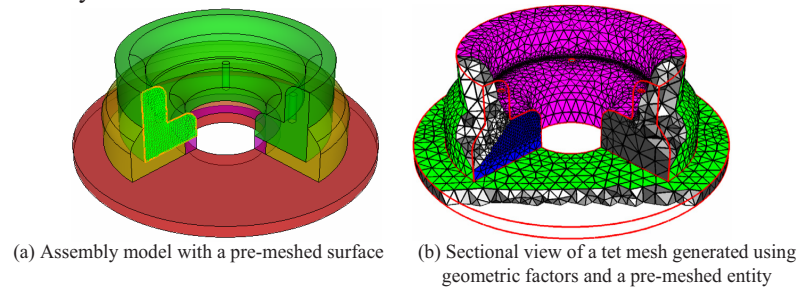 (a) Assembly model with a pre-meshed surface
(b) Sectional view of a tet mesh generated using
geometric factors and a pre-meshed entity